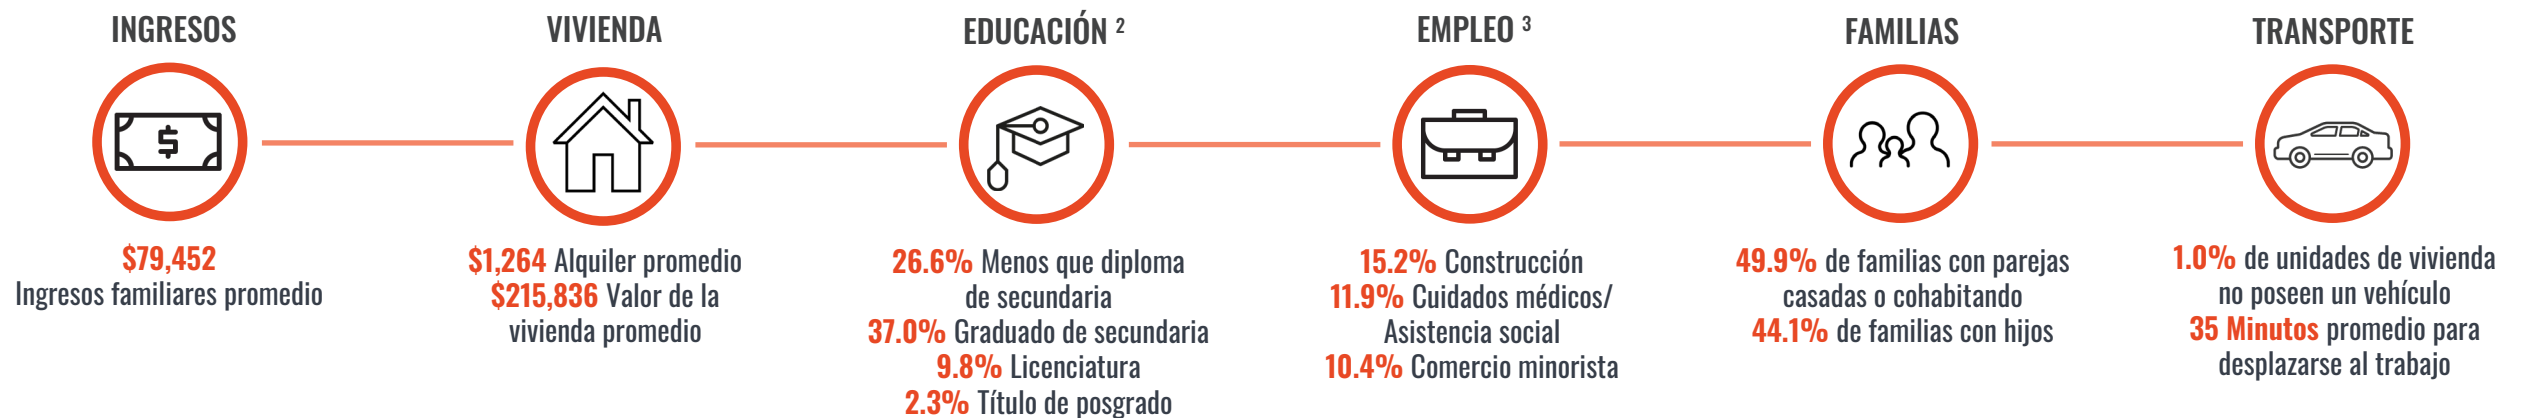 INGRESOS
$
$79,452
Ingresos familiares promedio
VIVIENDA
$1,264 Alquiler promedio
$215,836 Valor de la
vivienda promedio
EDUCACIÓN ²
26.6% Menos que diploma
de secundaria
37.0% Graduado de secundaria
9.8% Licenciatura
2.3% Título de posgrado
EMPLEO ³
15.2% Construcción
11.9% Cuidados médicos/
Asistencia social
10.4% Comercio minorista
FAMILIAS
49.9% de familias con parejas
casadas o cohabitando
44.1% de familias con hijos
TRANSPORTE
1.0% de unidades de vivienda
no poseen un vehículo
35 Minutos promedio para
desplazarse al trabajo